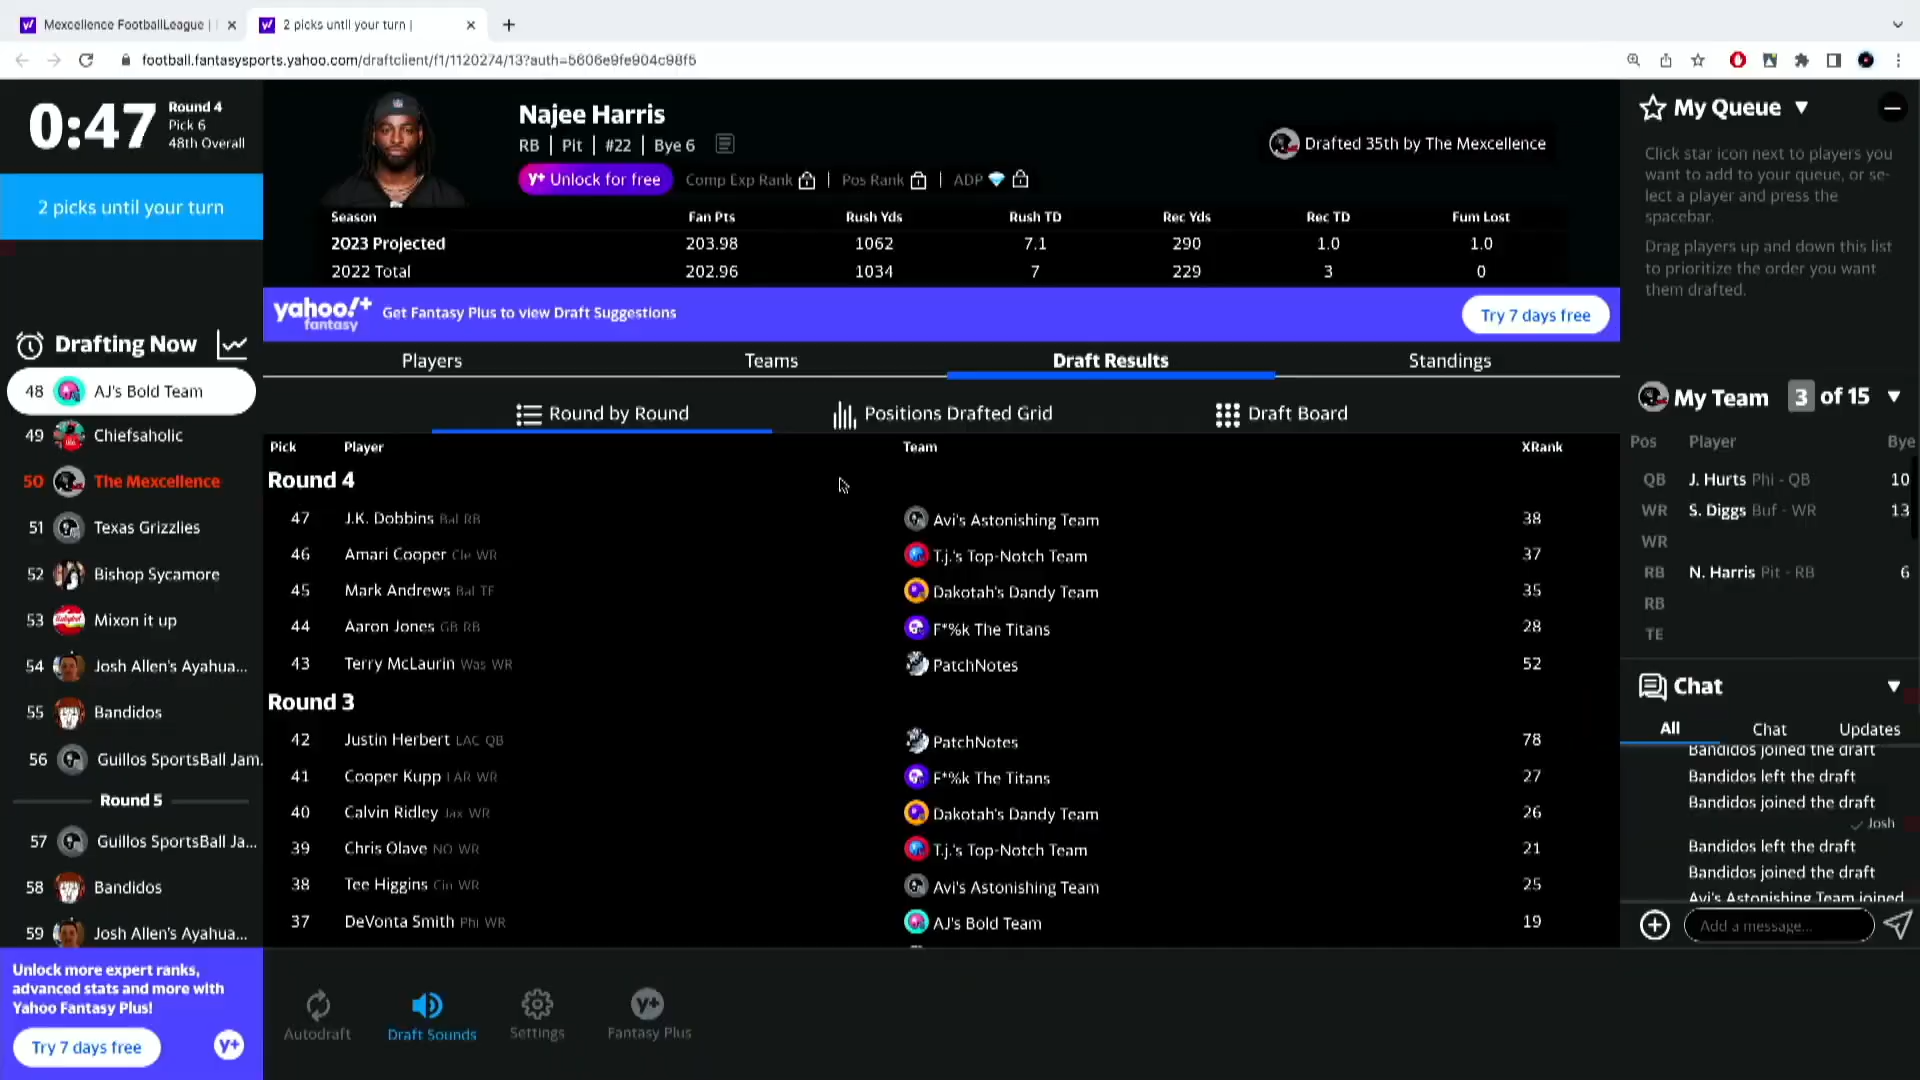 Mexcellence FootballLeague |
2 picks until your turn |
football.fantasysports.yahoo.com/draftclient/f1/1120274/13?auth=5606e9fe904c98f5
0:47
Round 4
Pick 6
48th Overall
2 picks until your turn
Drafting Now
48 AJ's Bold Team
49 Chiefsaholic
50 The Mexcellence
51 Texas Grizzlies
52 Bishop Sycamore
53 Mixon it up
54 Josh Allen's Ayahua...
55 Bandidos
56 Guillos SportsBall Jam.
Round 5
57 Guillos SportsBall Ja...
58 Bandidos
59 Josh Allen's Ayahua...
Unlock more expert ranks,
advanced stats and more with
Yahoo Fantasy Plus!
Try 7 days free
y+
Najee Harris
RB | Pit | #22 | Bye 6
Drafted 35th by The Mexcellence
y+ Unlock for free Comp Exp Rank | Pos Rank | ADP
Season Fan Pts Rush Yds Rush TD Rec Yds Rec TD Fum Lost
2023 Projected 203.98 1062 7.1 290 1.0 1.0
2022 Total 202.96 1034 7 229 3 0
yahoo!+
fantasy
Get Fantasy Plus to view Draft Suggestions
Try 7 days free
Players Teams Draft Results Standings
Round by Round Positions Drafted Grid Draft Board
Pick Player Team XRank
Round 4
47 J.K. Dobbins Bal RB Avi's Astonishing Team 38
46 Amari Cooper Cle WR T.j.'s Top-Notch Team 37
45 Mark Andrews Bal TE Dakotah's Dandy Team 35
44 Aaron Jones GB RB F*%k The Titans 28
43 Terry McLaurin Was WR PatchNotes 52
Round 3
42 Justin Herbert LAC QB PatchNotes 78
41 Cooper Kupp LAR WR F*%k The Titans 27
40 Calvin Ridley Jax WR Dakotah's Dandy Team 26
39 Chris Olave NO WR T.j.'s Top-Notch Team 21
38 Tee Higgins Cin WR Avi's Astonishing Team 25
37 DeVonta Smith Phi WR AJ's Bold Team 19
Autodraft
Draft Sounds
Settings
y+
Fantasy Plus
My Queue
Click star icon next to players you
want to add to your queue, or se-
lect a player and press the
spacebar.
Drag players up and down this list
to prioritize the order you want
them drafted.
My Team 3 of 15
Pos Player Bye
QB J. Hurts Phi - QB 10
WR S. Diggs Buf - WR 13
WR
RB N. Harris Pit - RB 6
RB
TE
Chat
All Chat Updates
Bandidos joined the draft
Bandidos left the draft
Bandidos joined the draft
Josh
Bandidos left the draft
Bandidos joined the draft
Avi's Astonishing Team joined
Add a message...